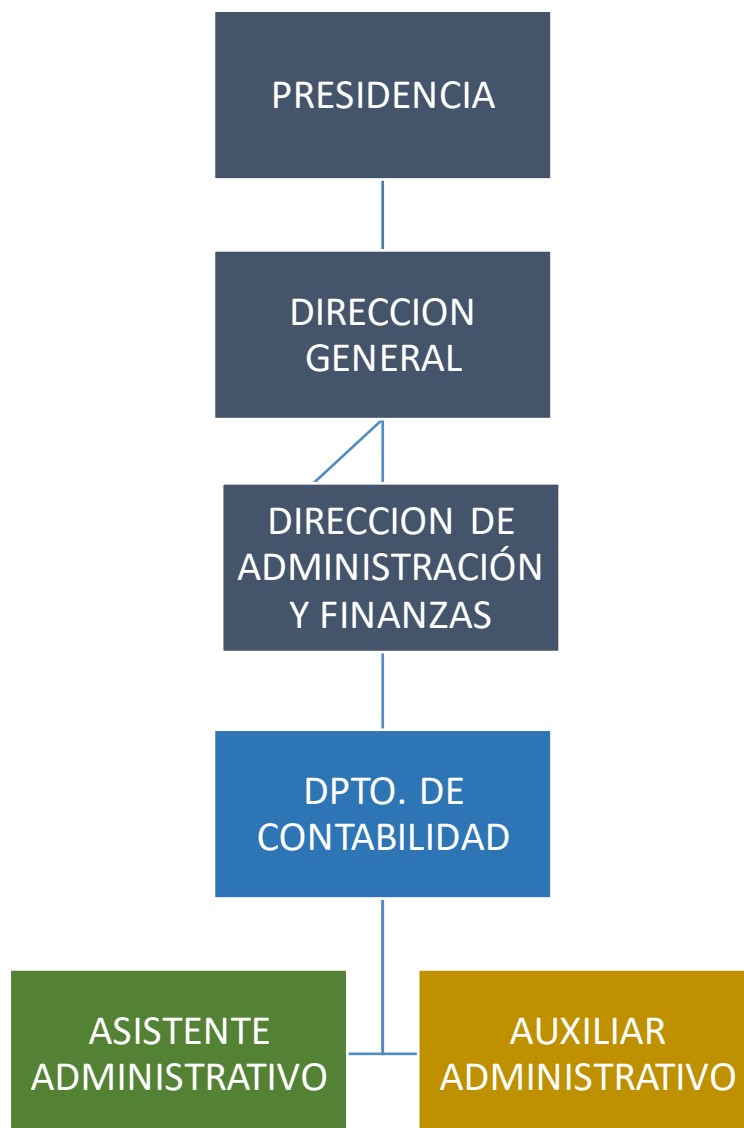 PRESIDENCIA
DIRECCION
GENERAL
DIRECCION DE
ADMINISTRACIÓN
Y FINANZAS
DPTO. DE
CONTABILIDAD
ASISTENTE
ADMINISTRATIVO
AUXILIAR
ADMINISTRATIVO